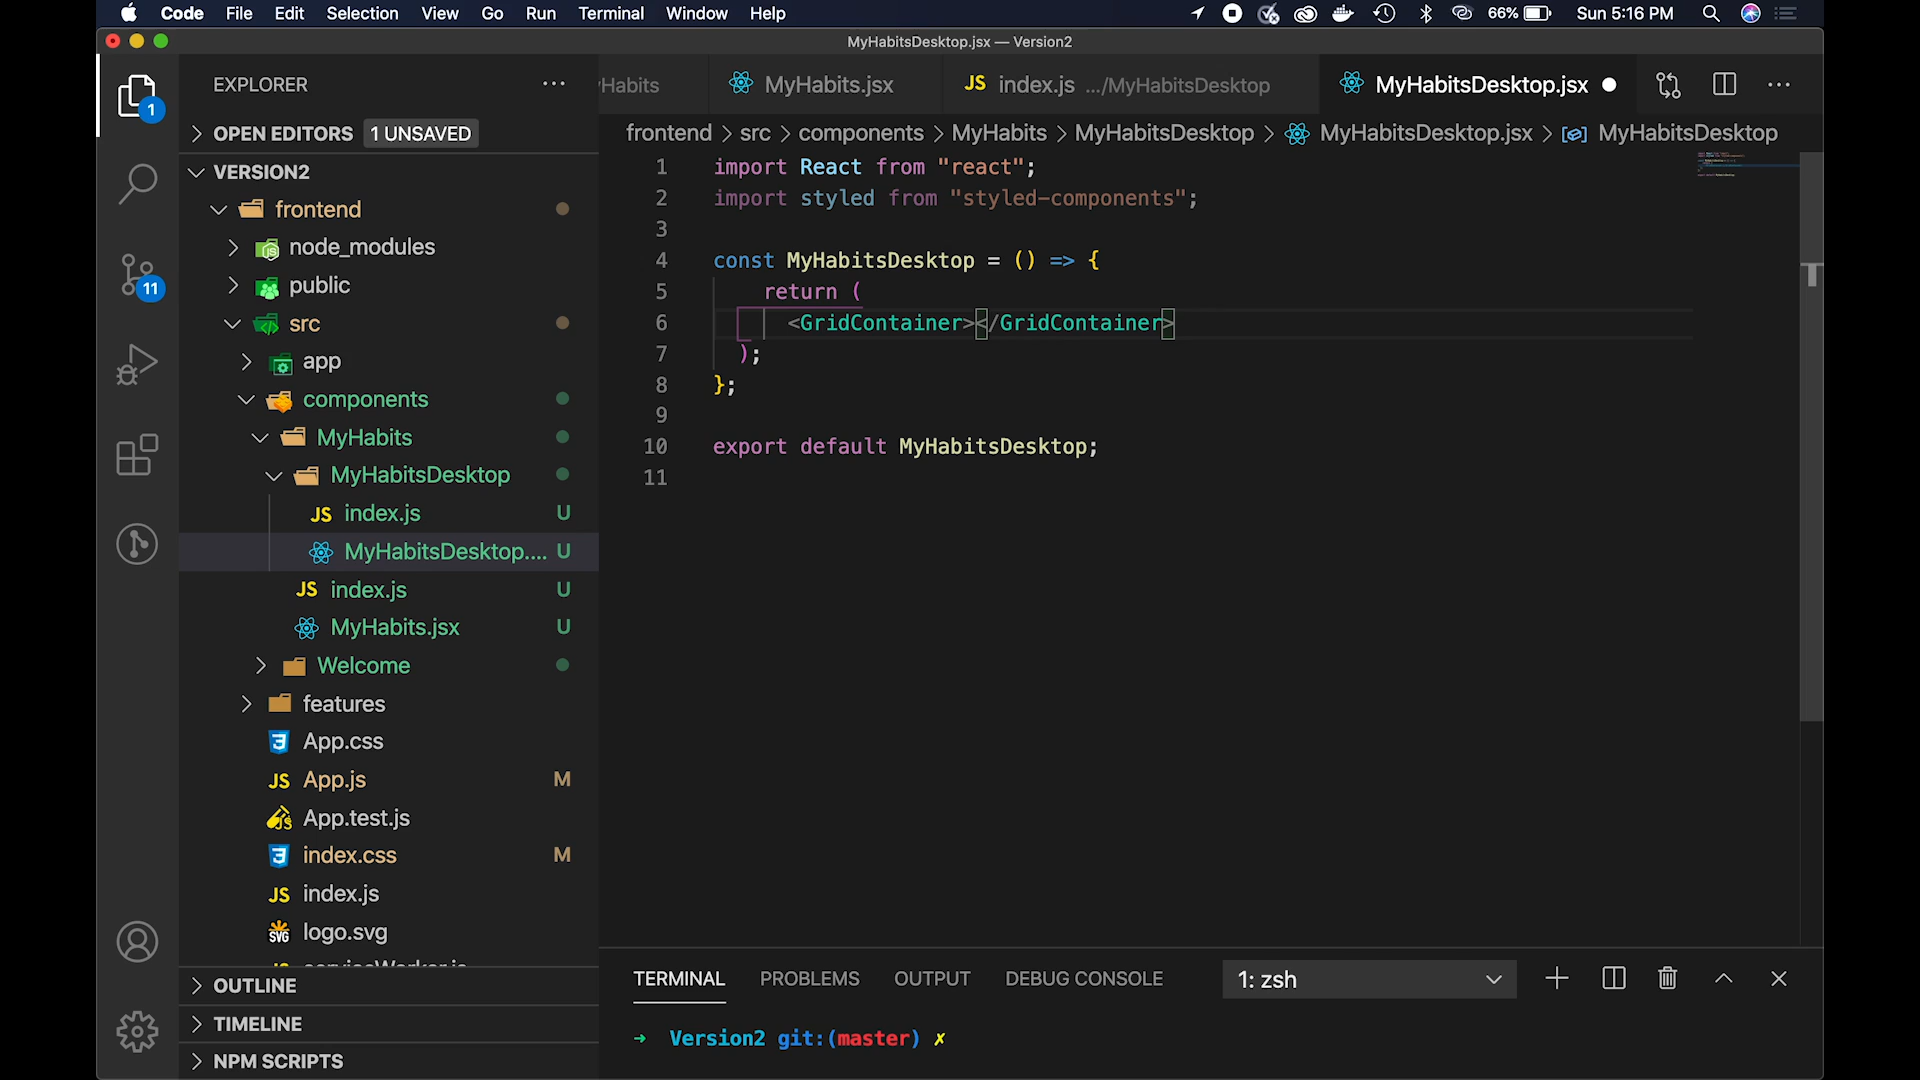 Code File Edit Selection View Go Run Terminal Window Help 66% Sun 5:16 PM
MyHabitsDesktop.jsx — Version2
EXPLORER
1
OPEN EDITORS 1 UNSAVED
VERSION2
frontend
node_modules
public
11
src
app
components
MyHabits
MyHabitsDesktop
JS index.js U
MyHabitsDesktop.... U
JS index.js U
MyHabits.jsx U
Welcome
features
App.css
JS App.js M
App.test.js
index.css M
JS index.js
SVG logo.svg
OUTLINE
TIMELINE
NPM SCRIPTS
Habits MyHabits.jsx JS index.js .../MyHabitsDesktop MyHabitsDesktop.jsx
frontend > src > components > MyHabits > MyHabitsDesktop > MyHabitsDesktop.jsx > MyHabitsDesktop
1 import React from "react";
2 import styled from "styled-components";
3
4 const MyHabitsDesktop = () => {
5 return (
6 <GridContainer></GridContainer>
7 );
8 };
9
10 export default MyHabitsDesktop;
11
TERMINAL PROBLEMS OUTPUT DEBUG CONSOLE 1: zsh
→ Version2 git:(master) ✗